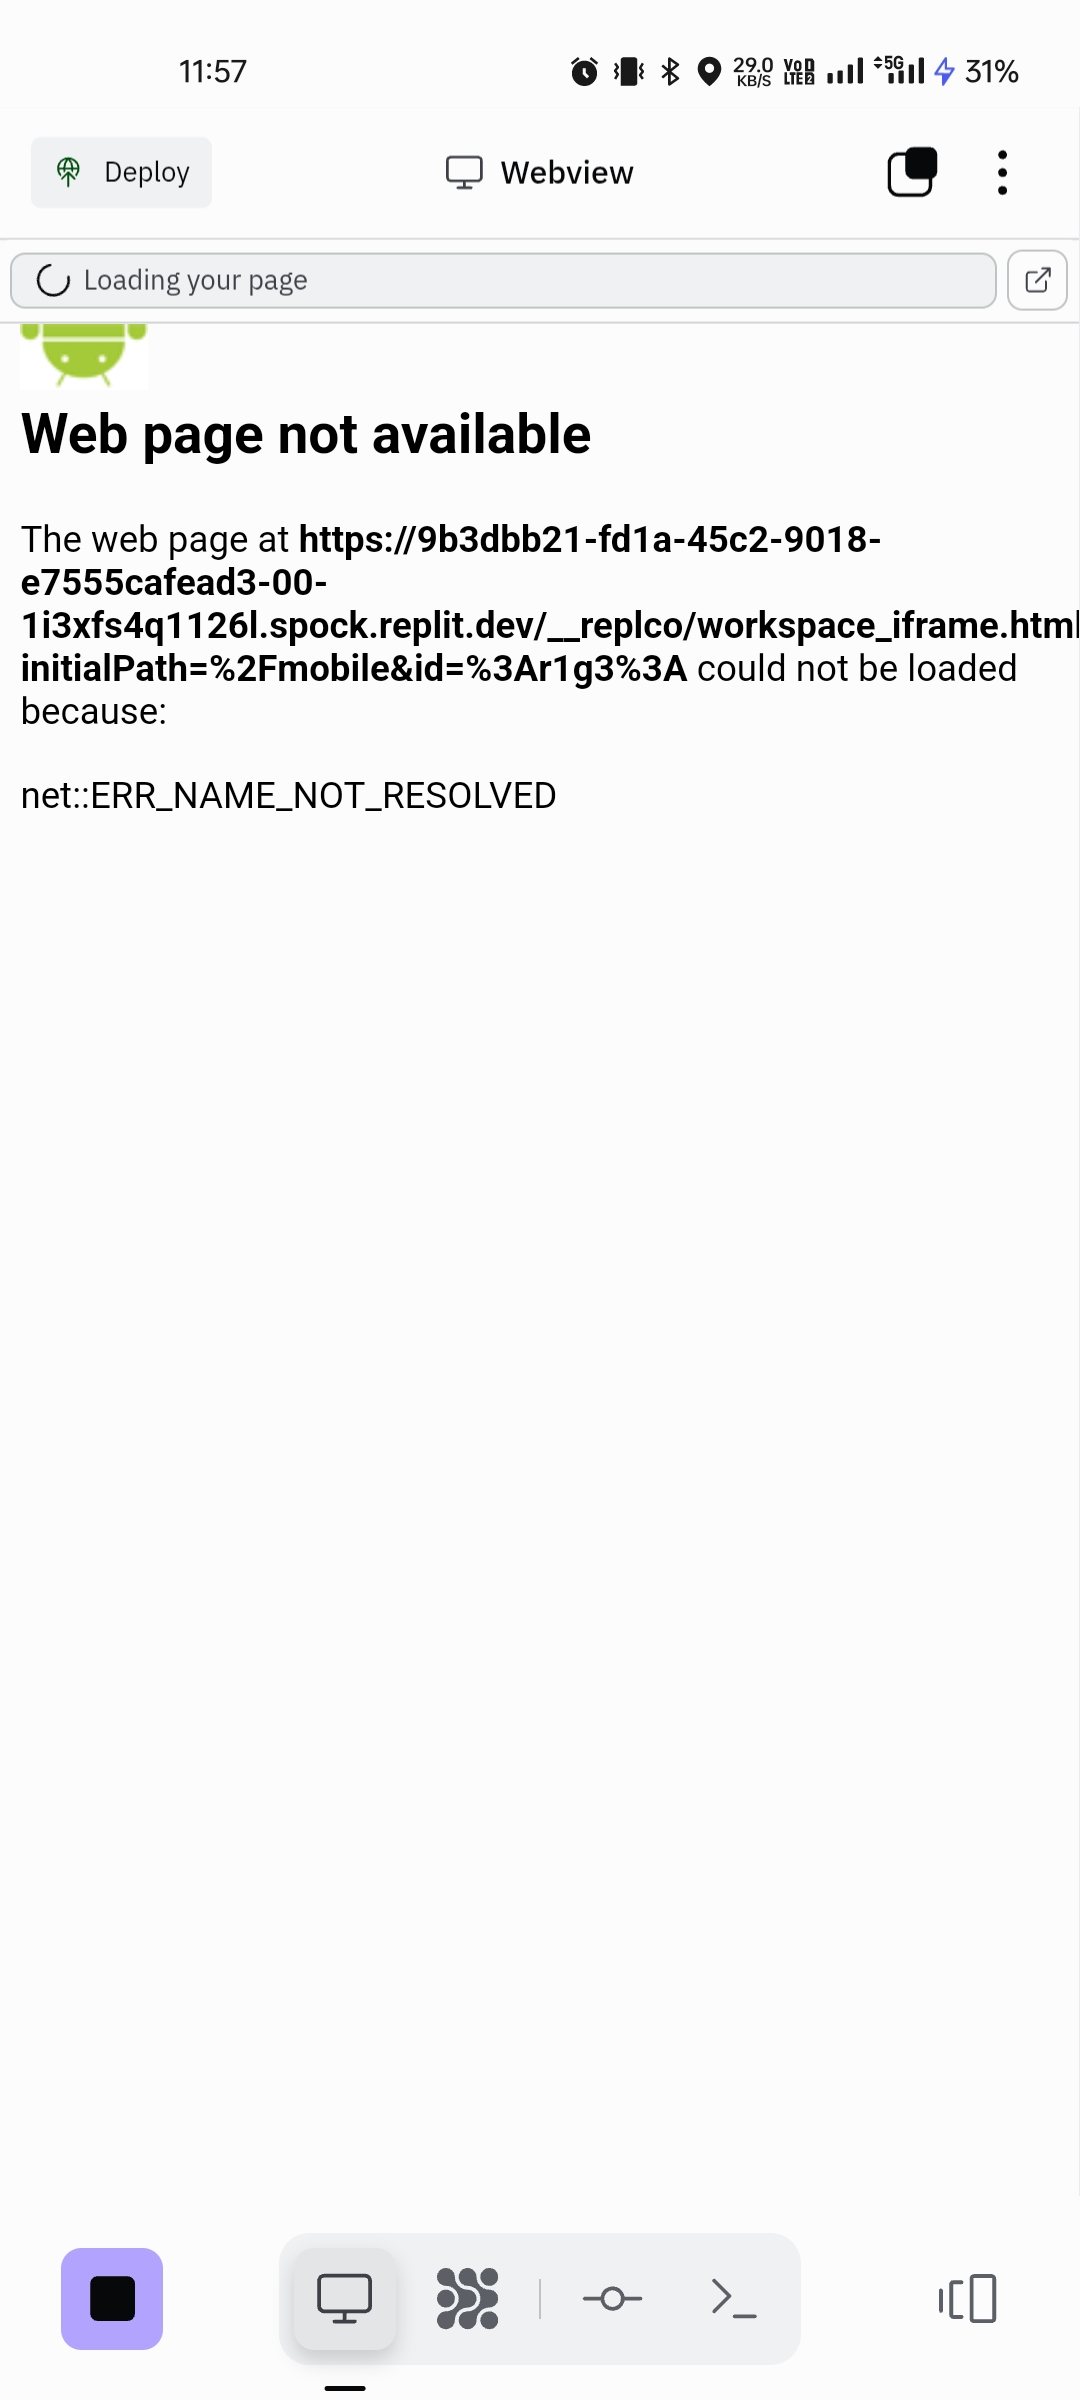 11:57
29.0
KB/S
Vo
LTE 2
5G
31%
Deploy
Webview
Loading your page
Web page not available
The web page at https://9b3dbb21-fd1a-45c2-9018-
e7555cafead3-00-
1i3xfs4q1126l.spock.replit.dev/__replco/workspace_iframe.html
initialPath=%2Fmobile&id=%3Ar1g3%3A could not be loaded
because:
net::ERR_NAME_NOT_RESOLVED